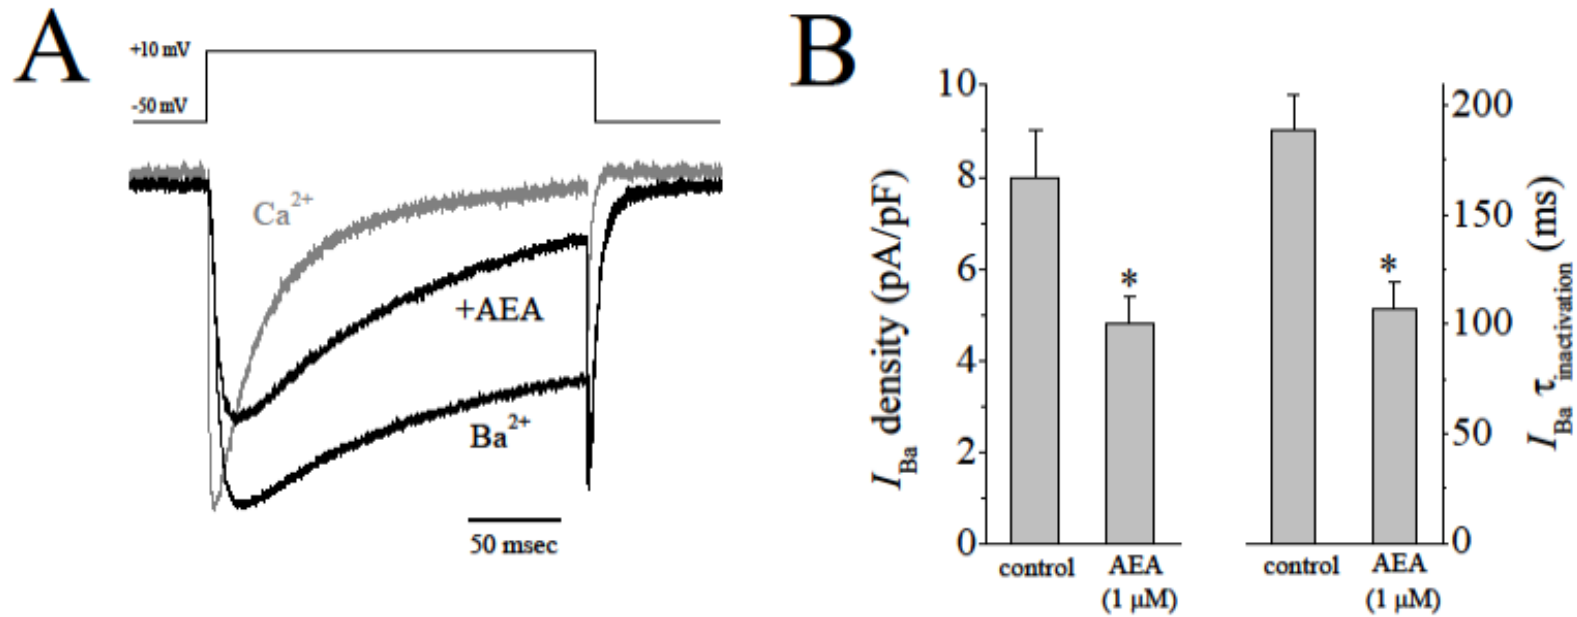 A
+10 mV
-50 mV
Ca2+
+AEA
Ba2+
50 msec
B
IBa density (pA/pF)
10
8
6
4
2
0
*
control
AEA
(1 μM)
*
control
AEA
(1 μM)
200
150
100
50
0
IBa τinactivation (ms)